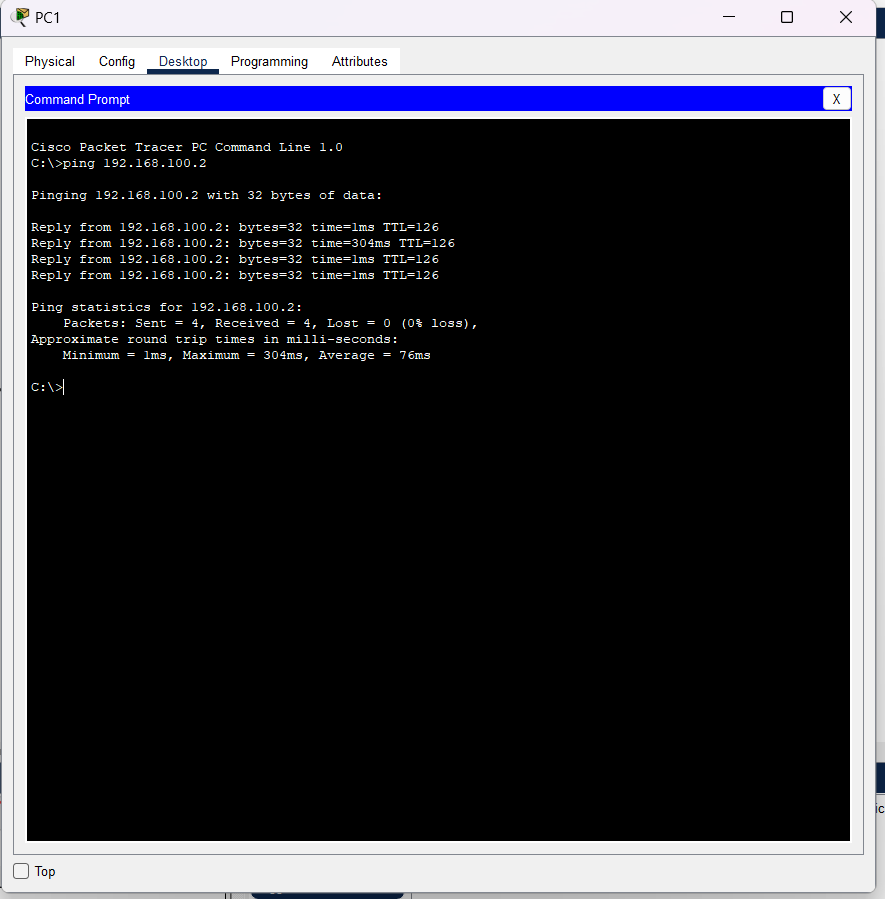 PC1
Physical Config Desktop Programming Attributes
Command Prompt X
Cisco Packet Tracer PC Command Line 1.0
C:\>ping 192.168.100.2
Pinging 192.168.100.2 with 32 bytes of data:
Reply from 192.168.100.2: bytes=32 time=1ms TTL=126
Reply from 192.168.100.2: bytes=32 time=304ms TTL=126
Reply from 192.168.100.2: bytes=32 time=1ms TTL=126
Reply from 192.168.100.2: bytes=32 time=1ms TTL=126
Ping statistics for 192.168.100.2:
Packets: Sent = 4, Received = 4, Lost = 0 (0% loss),
Approximate round trip times in milli-seconds:
Minimum = 1ms, Maximum = 304ms, Average = 76ms
C:\>
ic
Top